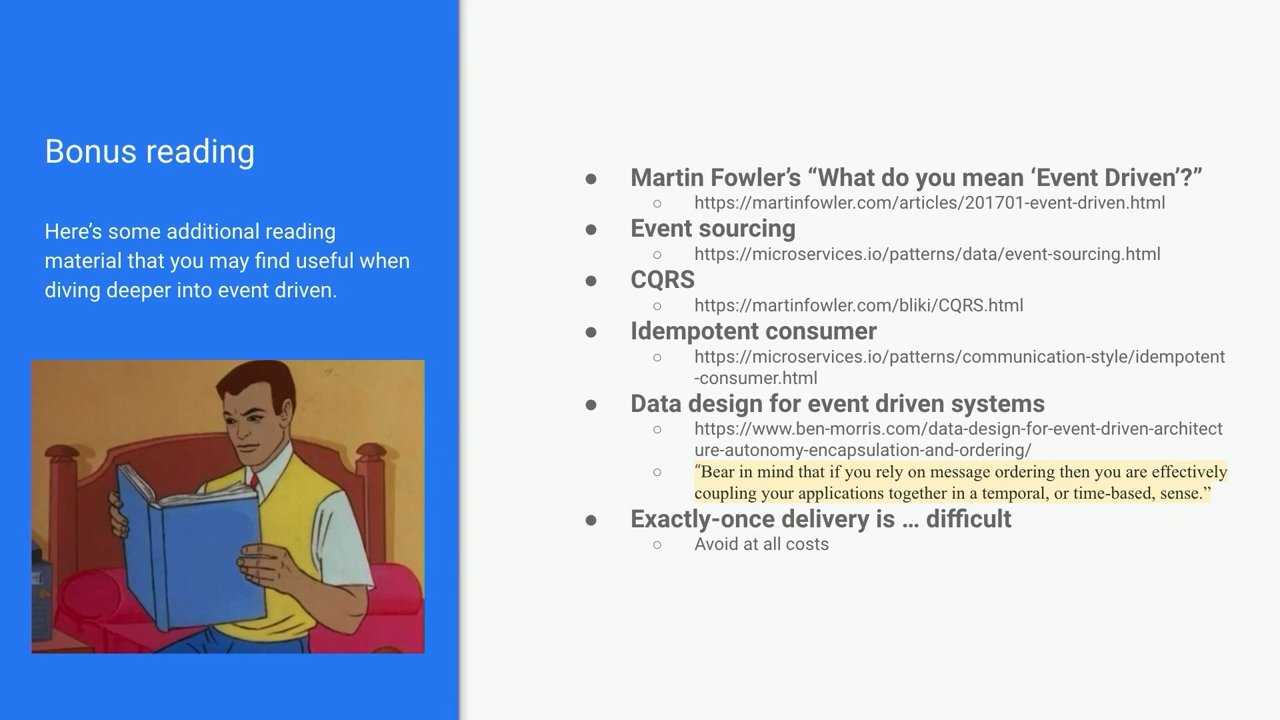 Bonus reading
Here’s some additional reading
material that you may find useful when
diving deeper into event driven.
● Martin Fowler’s “What do you mean ‘Event Driven’?”
○ https://martinfowler.com/articles/201701-event-driven.html
● Event sourcing
○ https://microservices.io/patterns/data/event-sourcing.html
● CQRS
○ https://martinfowler.com/bliki/CQRS.html
● Idempotent consumer
○ https://microservices.io/patterns/communication-style/idempotent
-consumer.html
● Data design for event driven systems
○ https://www.ben-morris.com/data-design-for-event-driven-architect
ure-autonomy-encapsulation-and-ordering/
○ “Bear in mind that if you rely on message ordering then you are effectively
coupling your applications together in a temporal, or time-based, sense.”
● Exactly-once delivery is … difficult
○ Avoid at all costs